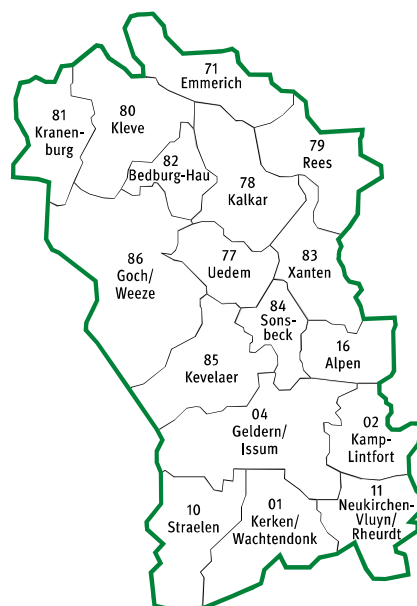 71
Emmerich
81
Kranen-
burg
80
Kleve
79
Rees
82
Bedburg-Hau
78
Kalkar
86
Goch/
Weeze
77
Uedem
83
Xanten
84
Sons-
beck
85
Kevelaer
16
Alpen
04
Geldern/
Issum
02
Kamp-
Lintfort
10
Straelen
01
Kerken/
Wachtendonk
11
Neukirchen-
Vluyn/
Rheurdt